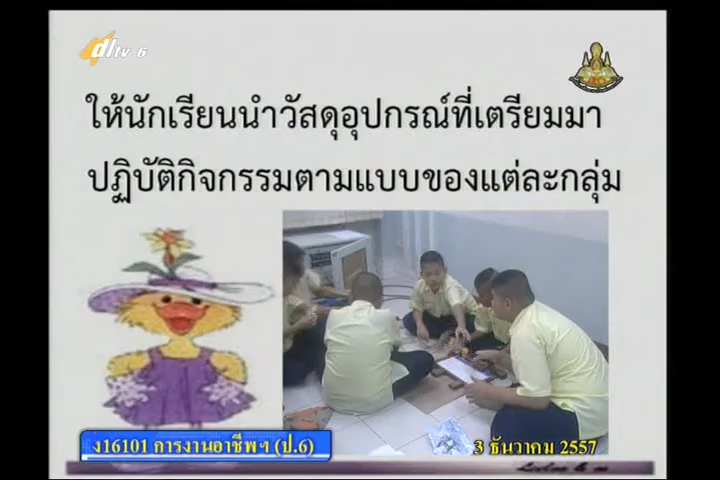 dltv 6
ให้นักเรียนนำวัสดุอุปกรณ์ที่เตรียมมา
ปฏิบัติกิจกรรมตามแบบของแต่ละกลุ่ม
ง16101 การงานอาชีพฯ (ป.6)
3 ธันวาคม 2557